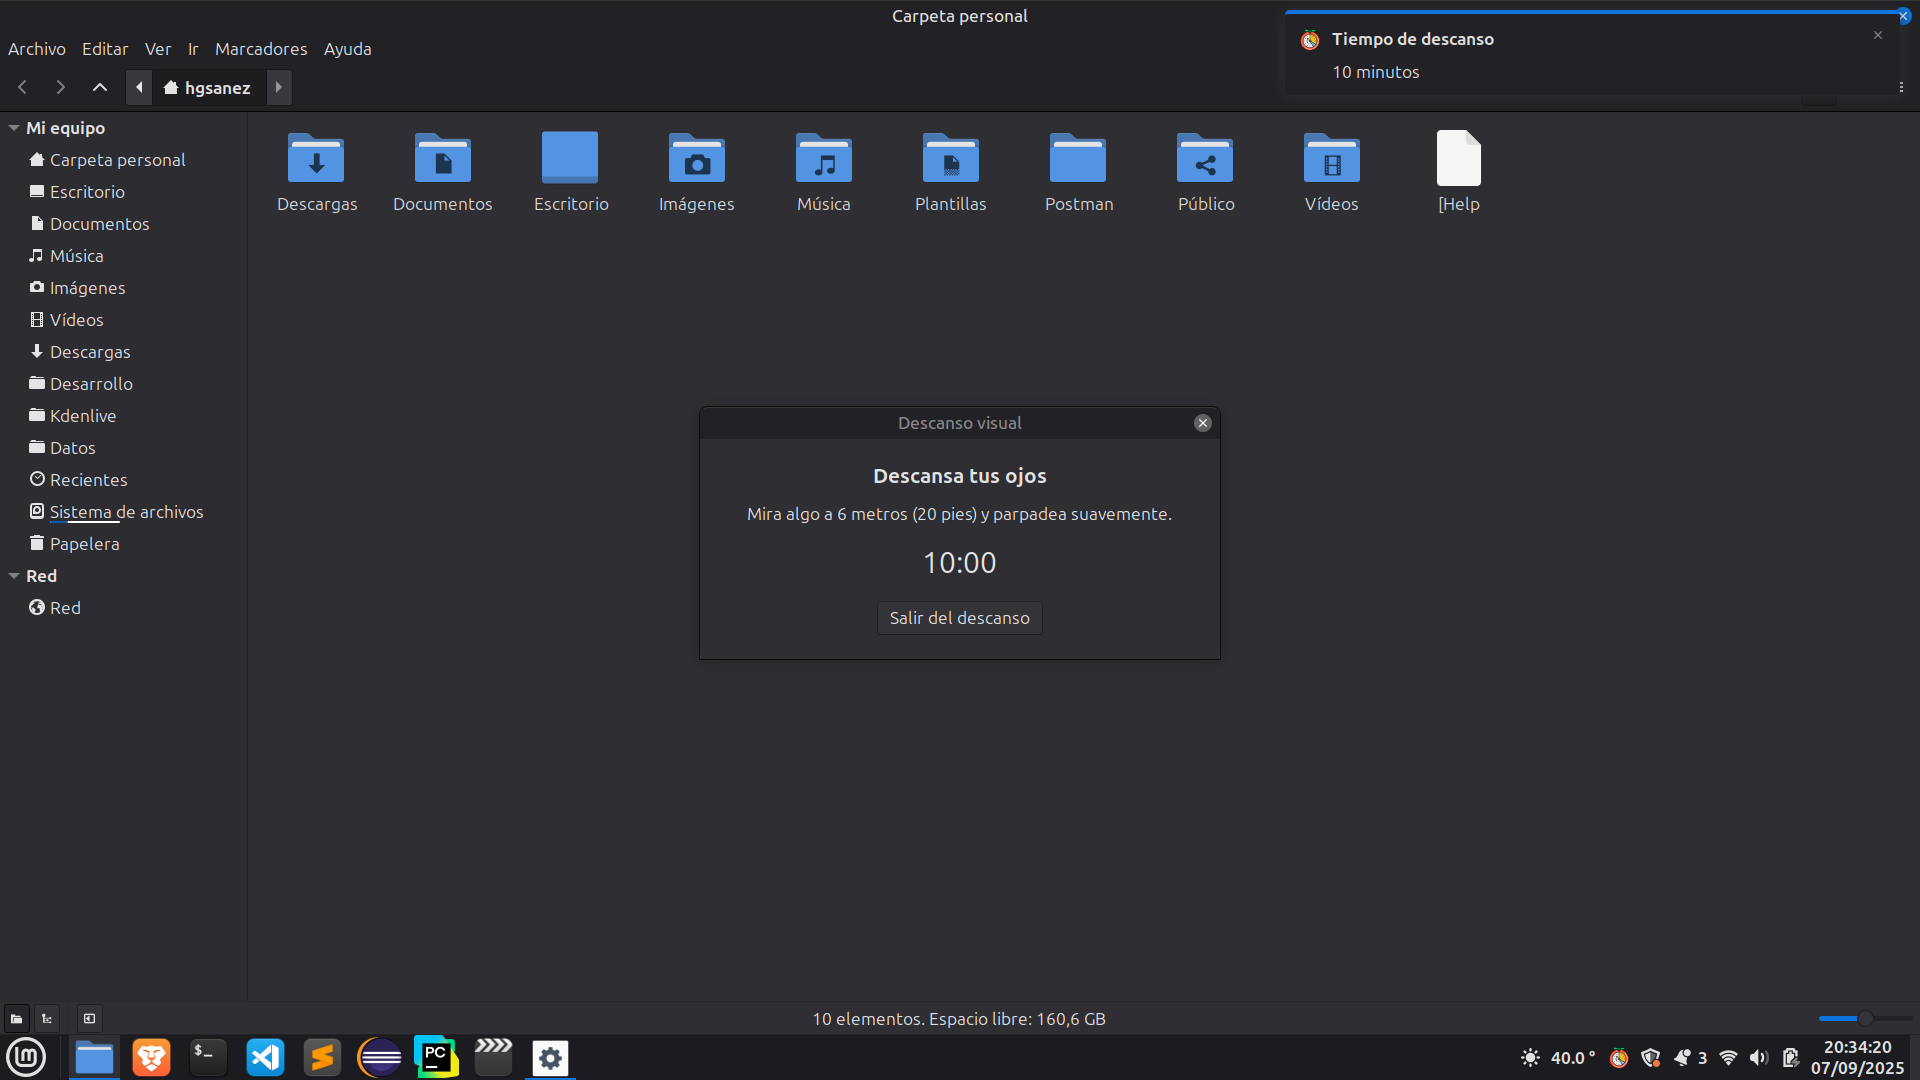 Carpeta personal
Archivo Editar Ver Ir Marcadores Ayuda
hgsanez
Tiempo de descanso
10 minutos
Mi equipo
Carpeta personal
Escritorio
Documentos
Música
Imágenes
Vídeos
Descargas
Desarrollo
Kdenlive
Datos
Recientes
Sistema de archivos
Papelera
Red
Red
Descargas Documentos Escritorio Imágenes Música Plantillas Postman Público Vídeos [Help
Descanso visual
Descansa tus ojos
Mira algo a 6 metros (20 pies) y parpadea suavemente.
10:00
Salir del descanso
10 elementos. Espacio libre: 160,6 GB
PC
40.0 °
3
20:34:20
07/09/2025